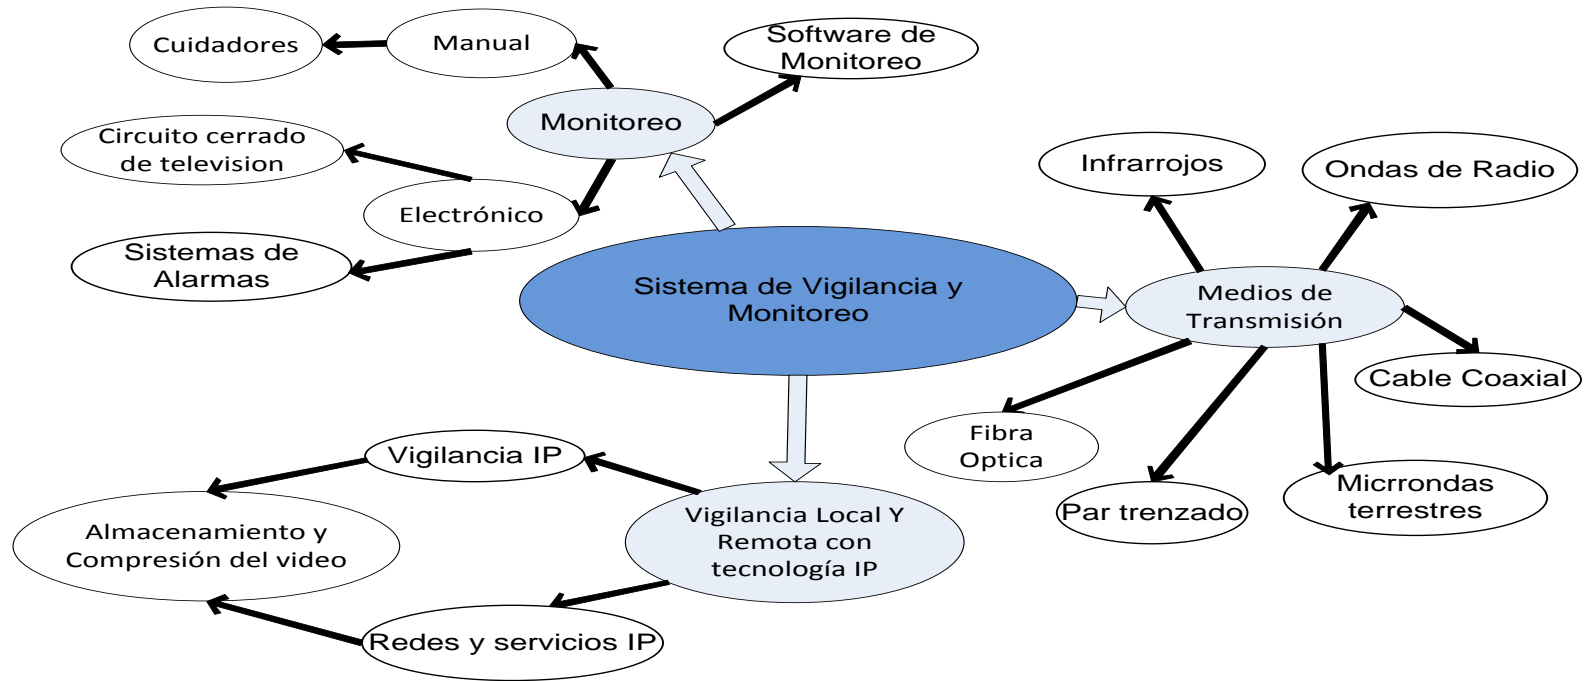 Cuidadores
Manual
Software de
Monitoreo
Monitoreo
Circuito cerrado
de television
Electrónico
Sistemas de
Alarmas
Infrarrojos
Ondas de Radio
Sistema de Vigilancia y
Monitoreo
Medios de
Transmisión
Cable Coaxial
Fibra
Optica
Par trenzado
Micrrondas
terrestres
Vigilancia IP
Almacenamiento y
Compresión del video
Vigilancia Local Y
Remota con
tecnología IP
Redes y servicios IP